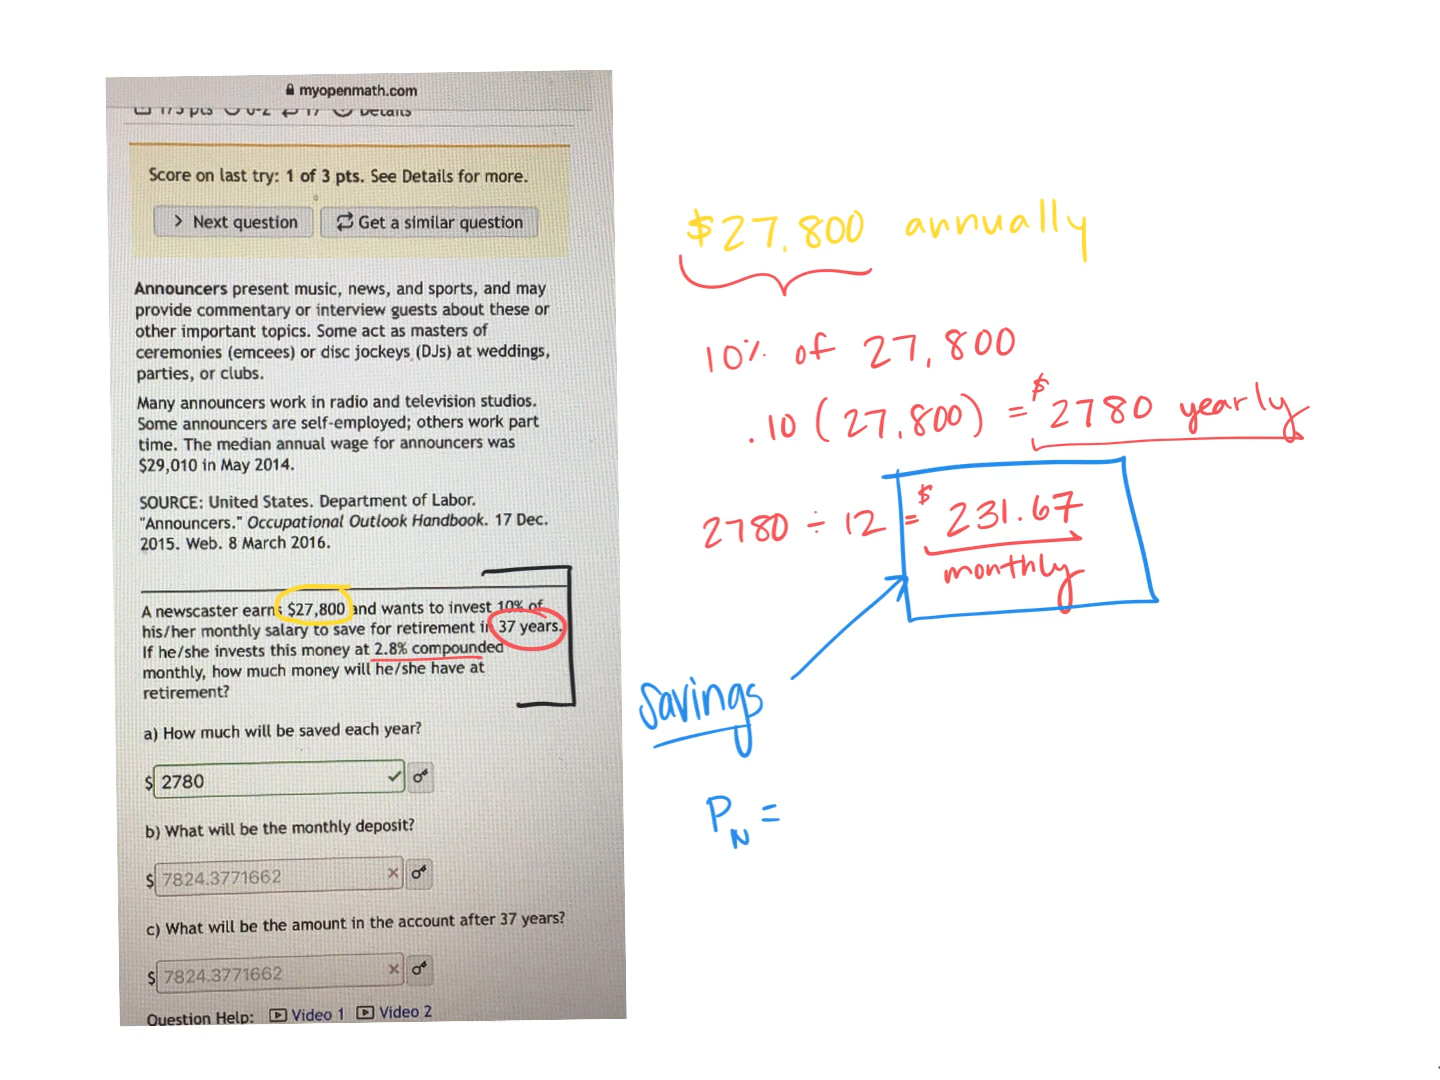 myopenmath.com
Details
Score on last try: 1 of 3 pts. See Details for more.
> Next question
Get a similar question
Announcers present music, news, and sports, and may
provide commentary or interview guests about these or
other important topics. Some act as masters of
ceremonies (emcees) or disc jockeys (DJs) at weddings,
parties, or clubs.
Many announcers work in radio and television studios.
Some announcers are self-employed; others work part
time. The median annual wage for announcers was
$29,010 in May 2014.
SOURCE: United States. Department of Labor.
"Announcers." Occupational Outlook Handbook. 17 Dec.
2015. Web. 8 March 2016.
A newscaster earns $27,800 and wants to invest 10% of
his/her monthly salary to save for retirement in 37 years.
If he/she invests this money at 2.8% compounded
monthly, how much money will he/she have at
retirement?
a) How much will be saved each year?
$ 2780
b) What will be the monthly deposit?
$ 7824.3771662
c) What will be the amount in the account after 37 years?
$ 7824.3771662
Question Help: Video 1 Video 2
$27,800 annually
10% of 27,800
.10 (27,800) = $2780 yearly
2780 ÷ 12 = $231.67
monthly
Savings
P_N =